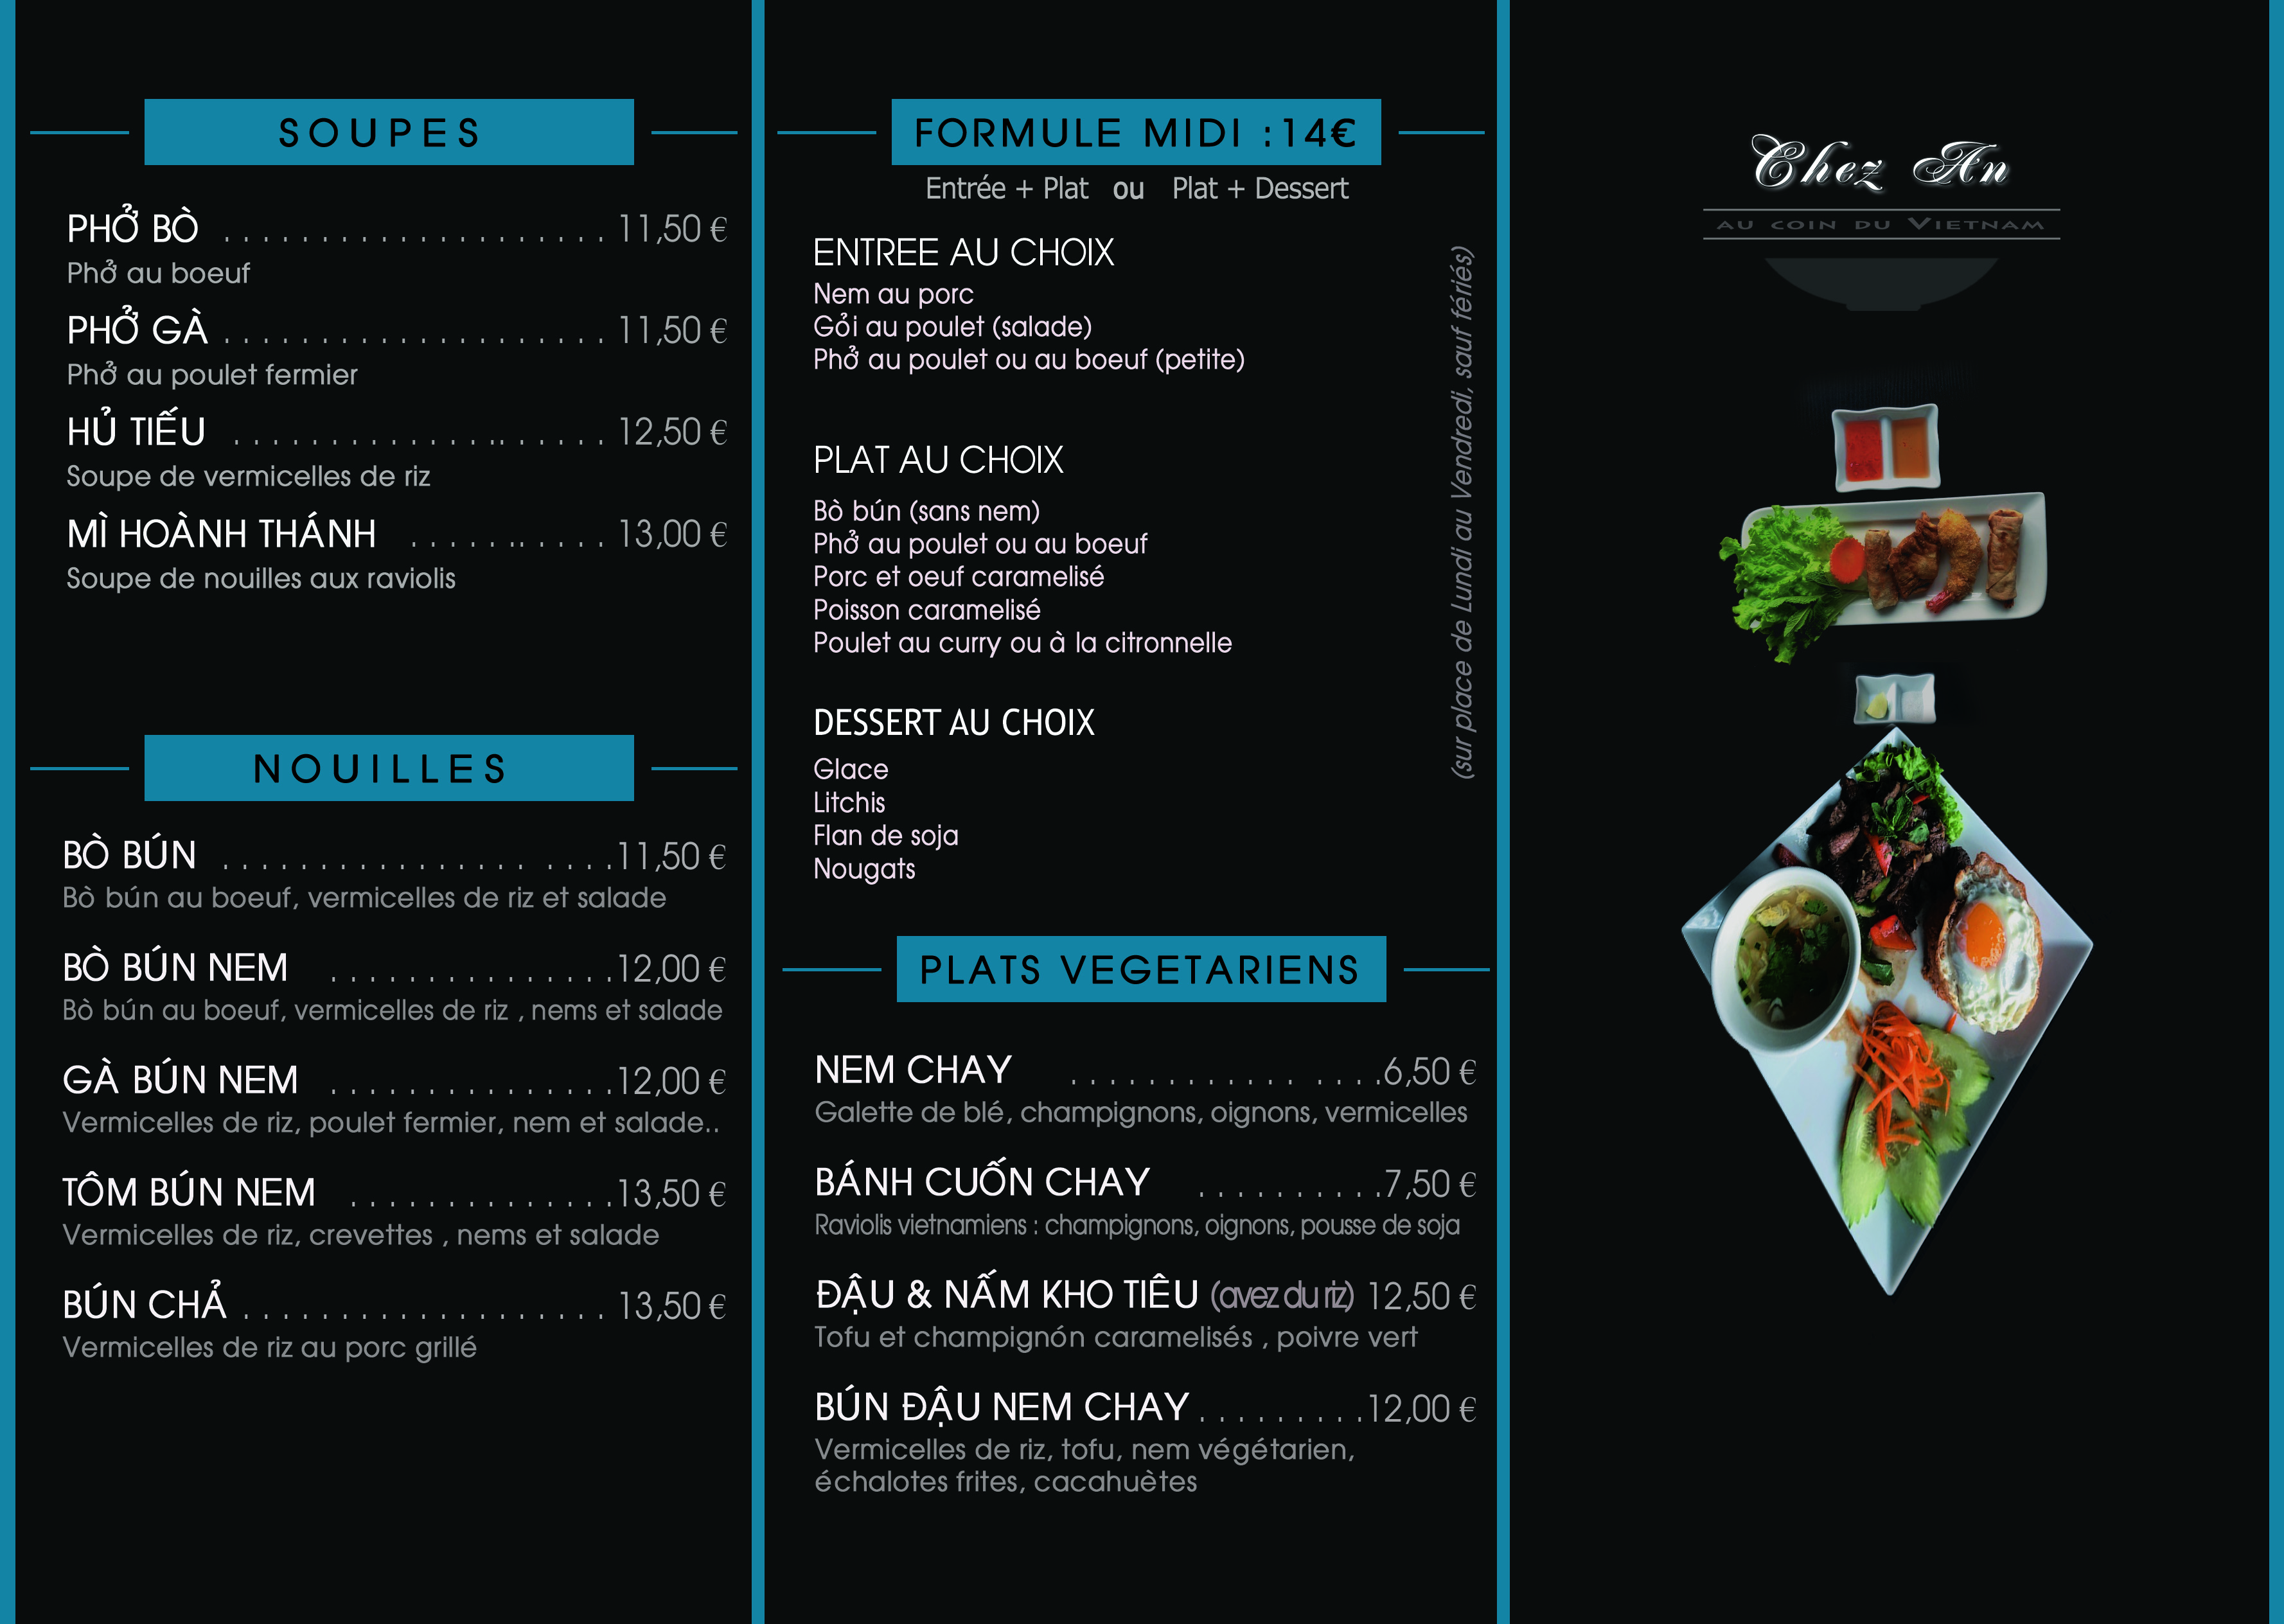 SOUPES
PHỞ BÒ . . . . . . . . . . . . . . . . . . . . 11,50 €
Phở au boeuf
PHỞ GÀ . . . . . . . . . . . . . . . . . . . . 11,50 €
Phở au poulet fermier
HỦ TIẾU . . . . . . . . . . . . . .. . . . . . 12,50 €
Soupe de vermicelles de riz
MÌ HOÀNH THÁNH . . . . . .. . . . . 13,00 €
Soupe de nouilles aux raviolis
NOUILLES
BÒ BÚN . . . . . . . . . . . . . . . . . . . .11,50 €
Bò bún au boeuf, vermicelles de riz et salade
BÒ BÚN NEM . . . . . . . . . . . . . . .12,00 €
Bò bún au boeuf, vermicelles de riz , nems et salade
GÀ BÚN NEM . . . . . . . . . . . . . . .12,00 €
Vermicelles de riz, poulet fermier, nem et salade..
TÔM BÚN NEM . . . . . . . . . . . . . .13,50 €
Vermicelles de riz, crevettes , nems et salade
BÚN CHẢ . . . . . . . . . . . . . . . . . . . 13,50 €
Vermicelles de riz au porc grillé
FORMULE MIDI :14€
Entrée + Plat ou Plat + Dessert
ENTREE AU CHOIX
Nem au porc
Gỏi au poulet (salade)
Phở au poulet ou au boeuf (petite)
PLAT AU CHOIX
Bò bún (sans nem)
Phở au poulet ou au boeuf
Porc et oeuf caramelisé
Poisson caramelisé
Poulet au curry ou à la citronnelle
DESSERT AU CHOIX
Glace
Litchis
Flan de soja
Nougats
(sur place de Lundi au Vendredi, sauf fériés)
PLATS VEGETARIENS
NEM CHAY . . . . . . . . . . . . . . . .6,50 €
Galette de blé, champignons, oignons, vermicelles
BÁNH CUỐN CHAY . . . . . . . . . .7,50 €
Raviolis vietnamiens : champignons, oignons, pousse de soja
ĐẬU & NẤM KHO TIÊU (avez du riz) 12,50 €
Tofu et champignón caramelisés , poivre vert
BÚN ĐẬU NEM CHAY . . . . . . . . .12,00 €
Vermicelles de riz, tofu, nem végétarien,
échalotes frites, cacahuètes
Chez An
AU COIN DU VIETNAM